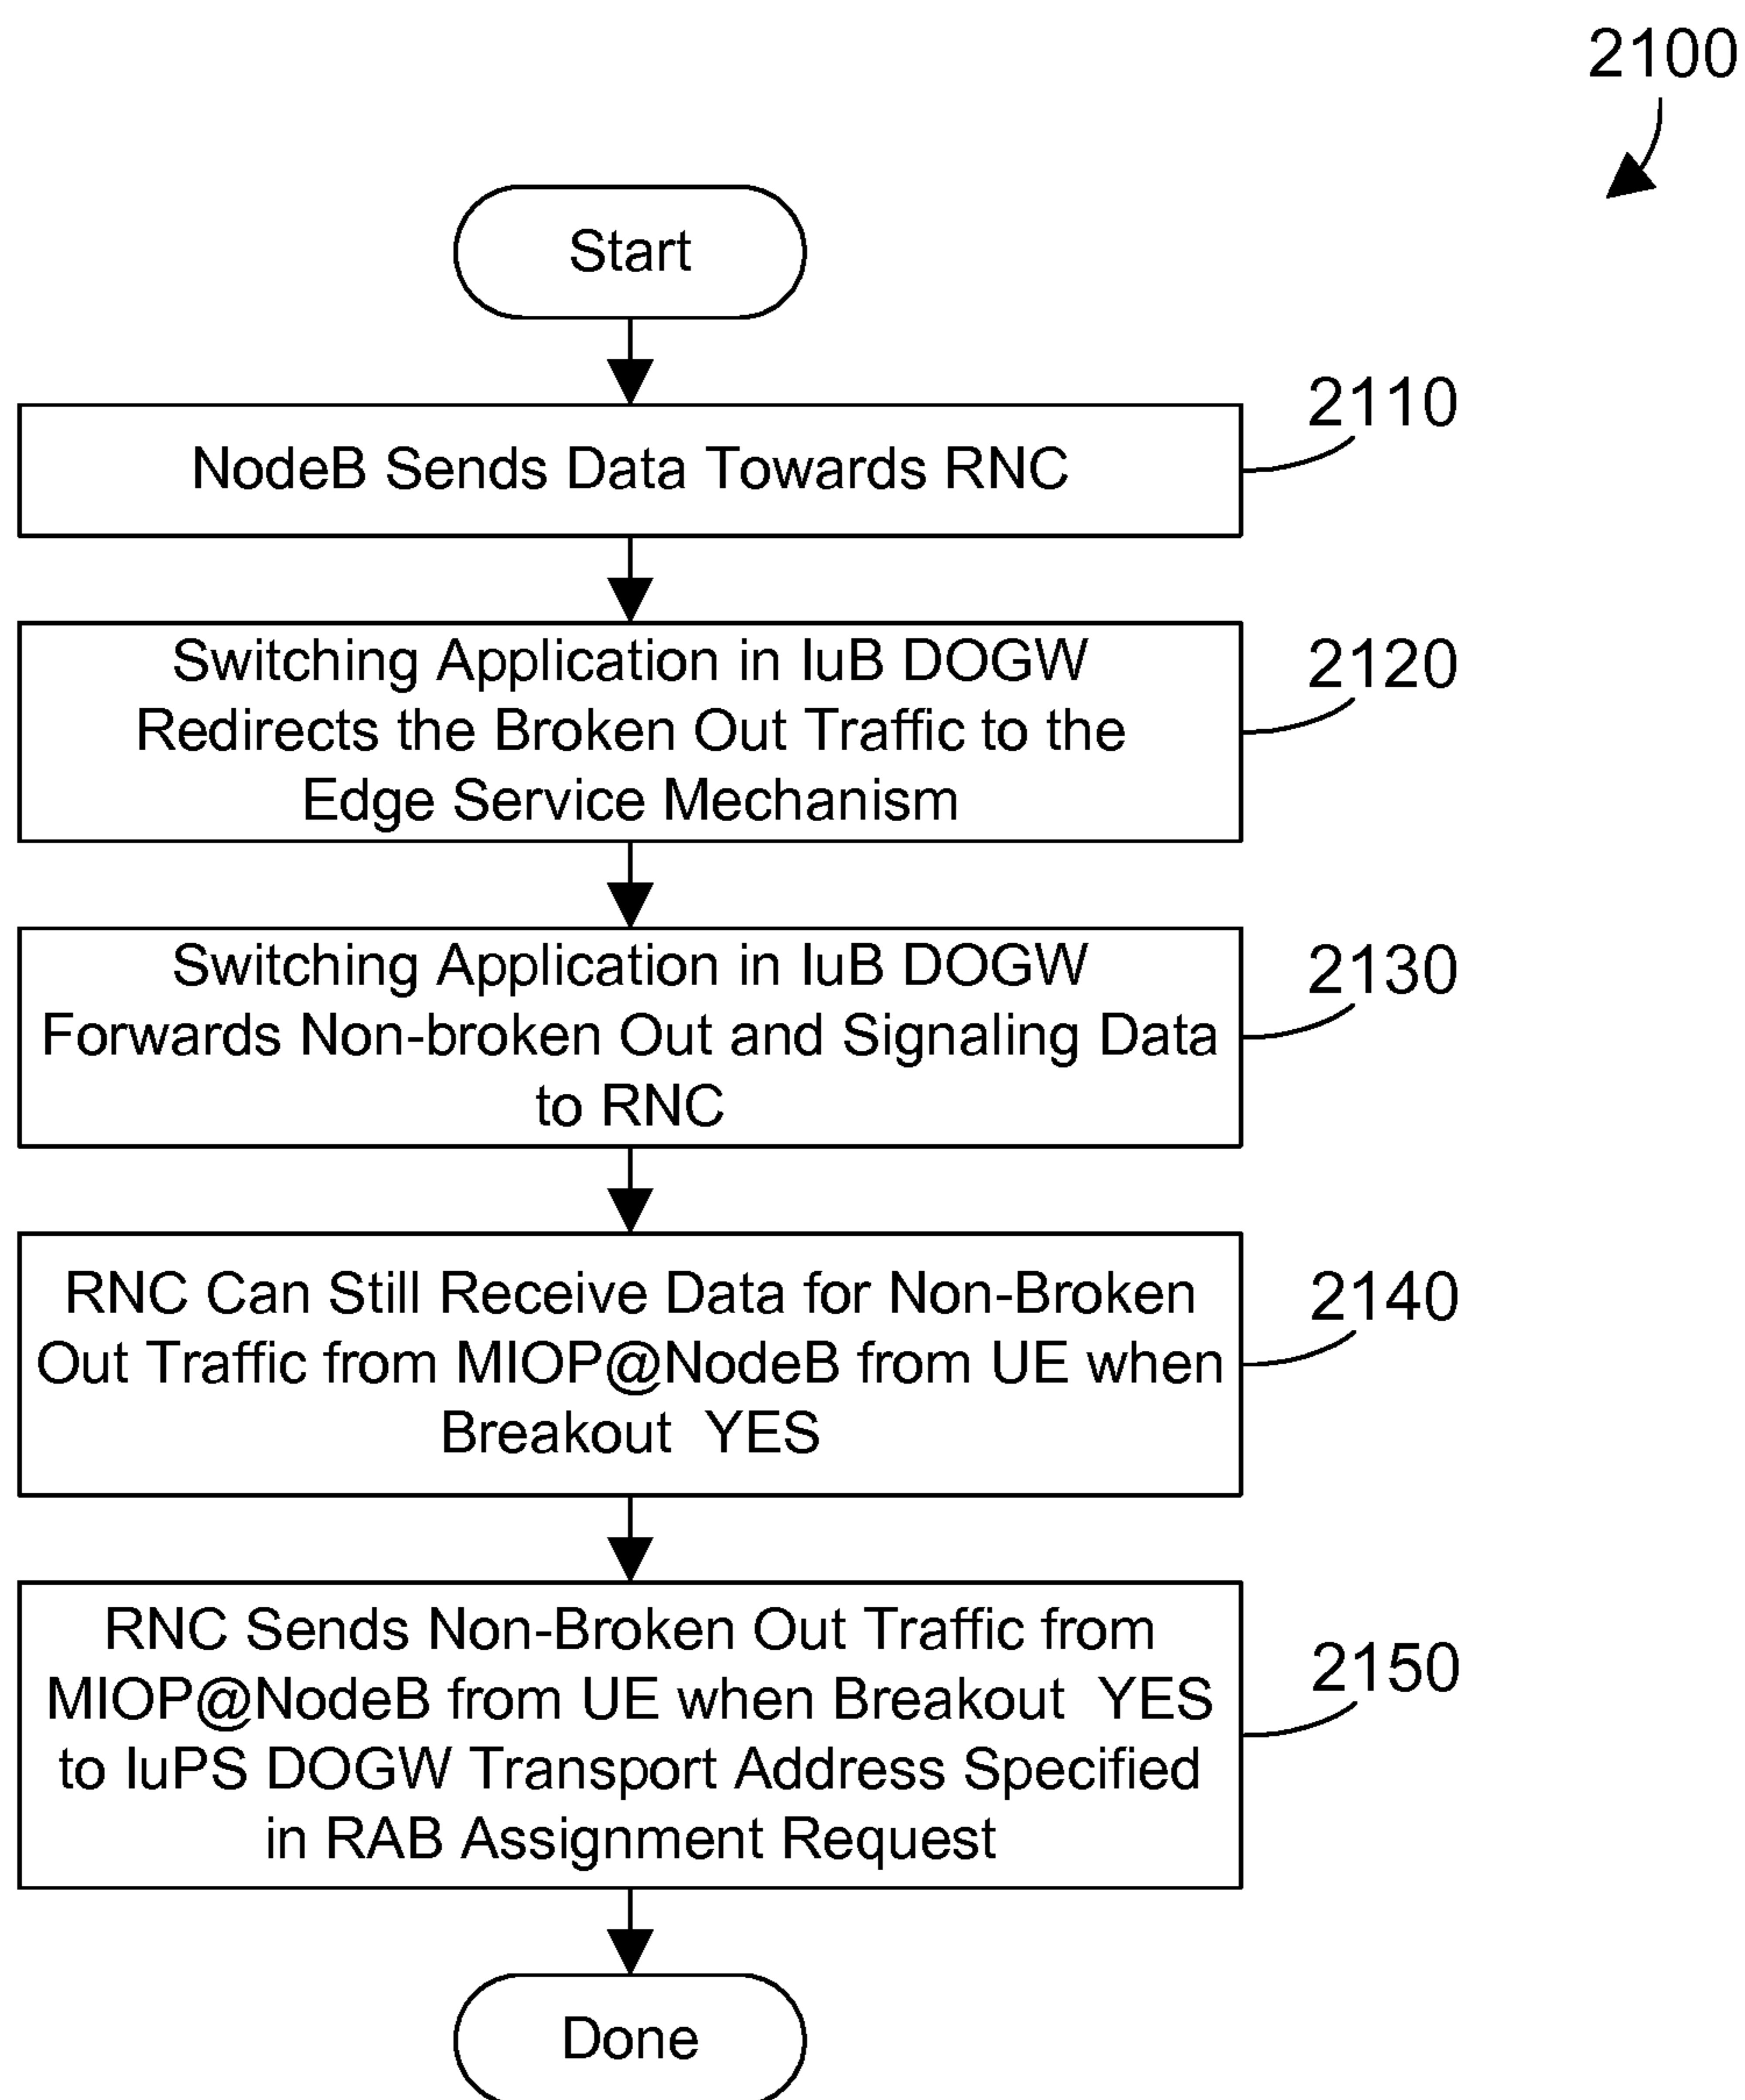 2100
Start
NodeB Sends Data Towards RNC
2110
Switching Application in IuB DOGW
Redirects the Broken Out Traffic to the
Edge Service Mechanism
2120
Switching Application in IuB DOGW
Forwards Non-broken Out and Signaling Data
to RNC
2130
RNC Can Still Receive Data for Non-Broken
Out Traffic from MIOP@NodeB from UE when
Breakout YES
2140
RNC Sends Non-Broken Out Traffic from
MIOP@NodeB from UE when Breakout YES
to IuPS DOGW Transport Address Specified
in RAB Assignment Request
2150
Done